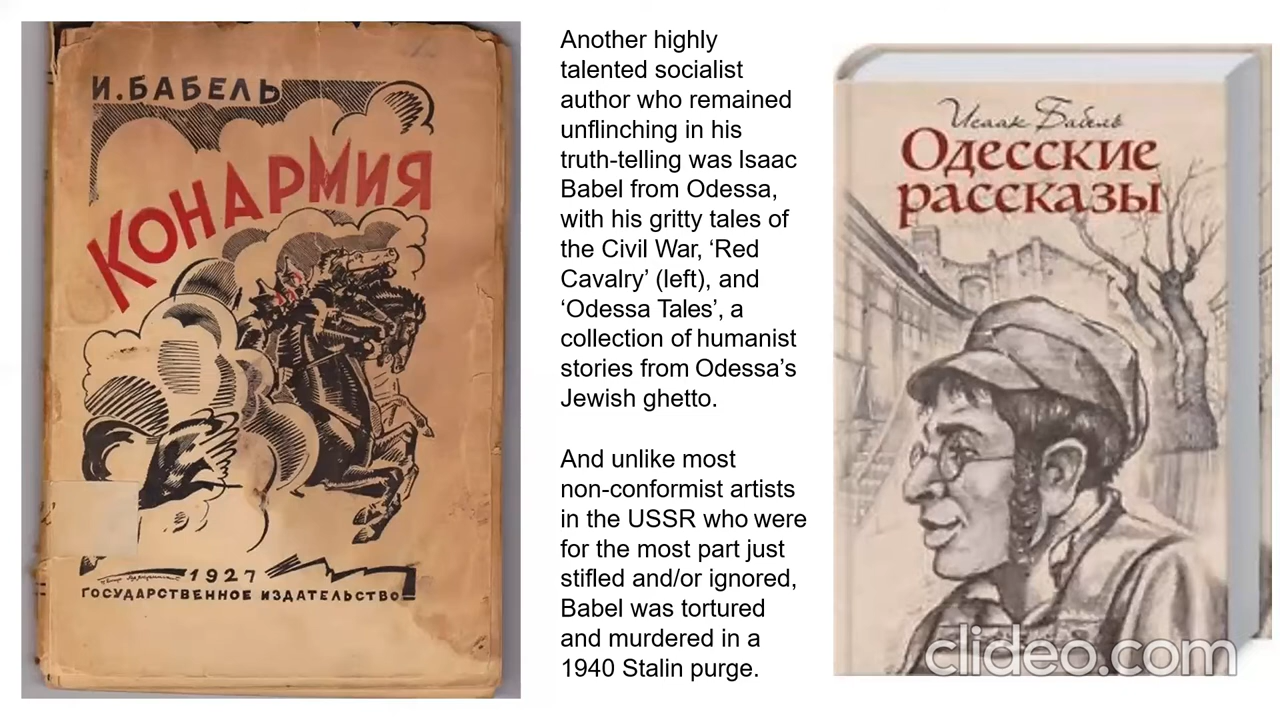 И.БАБЕЛЬ
КОНАРМИЯ
1927
ГОСУДАРСТВЕННОЕ ИЗДАТЕЛЬСТВО
Another highly
talented socialist
author who remained
unflinching in his
truth-telling was Isaac
Babel from Odessa,
with his gritty tales of
the Civil War, ‘Red
Cavalry’ (left), and
‘Odessa Tales’, a
collection of humanist
stories from Odessa’s
Jewish ghetto.
And unlike most
non-conformist artists
in the USSR who were
for the most part just
stifled and/or ignored,
Babel was tortured
and murdered in a
1940 Stalin purge.
Исаак Бабель
Одесские
рассказы
clideo.com